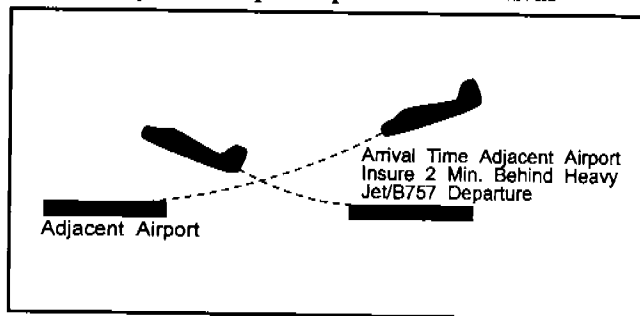 Arrival Time Adjacent Airport
Insure 2 Min. Behind Heavy
Jet/B757 Departure
Adjacent Airport